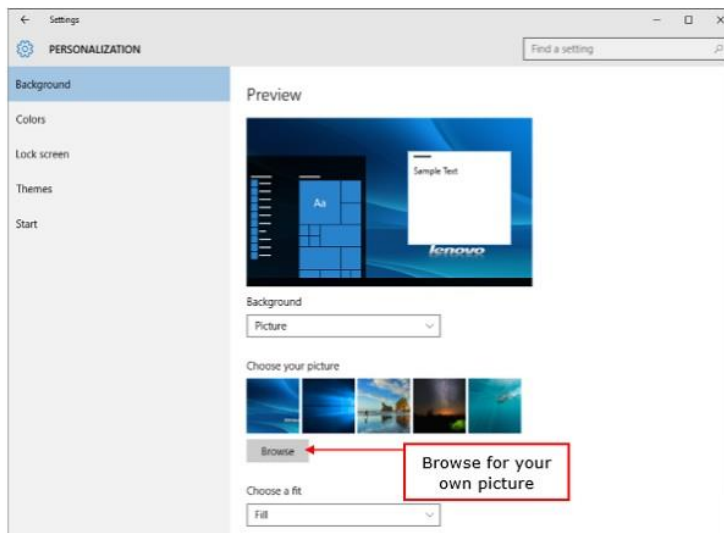 Settings
PERSONALIZATION
Find a setting
Background
Colors
Lock screen
Themes
Start
Preview
Sample Text
Aa
lenovo
Background
Picture
Choose your picture
Browse
Browse for your
own picture
Choose a fit
Fill